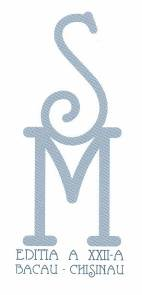 S
M
EDITIA A XXII-A
BACAU - CHISINAU